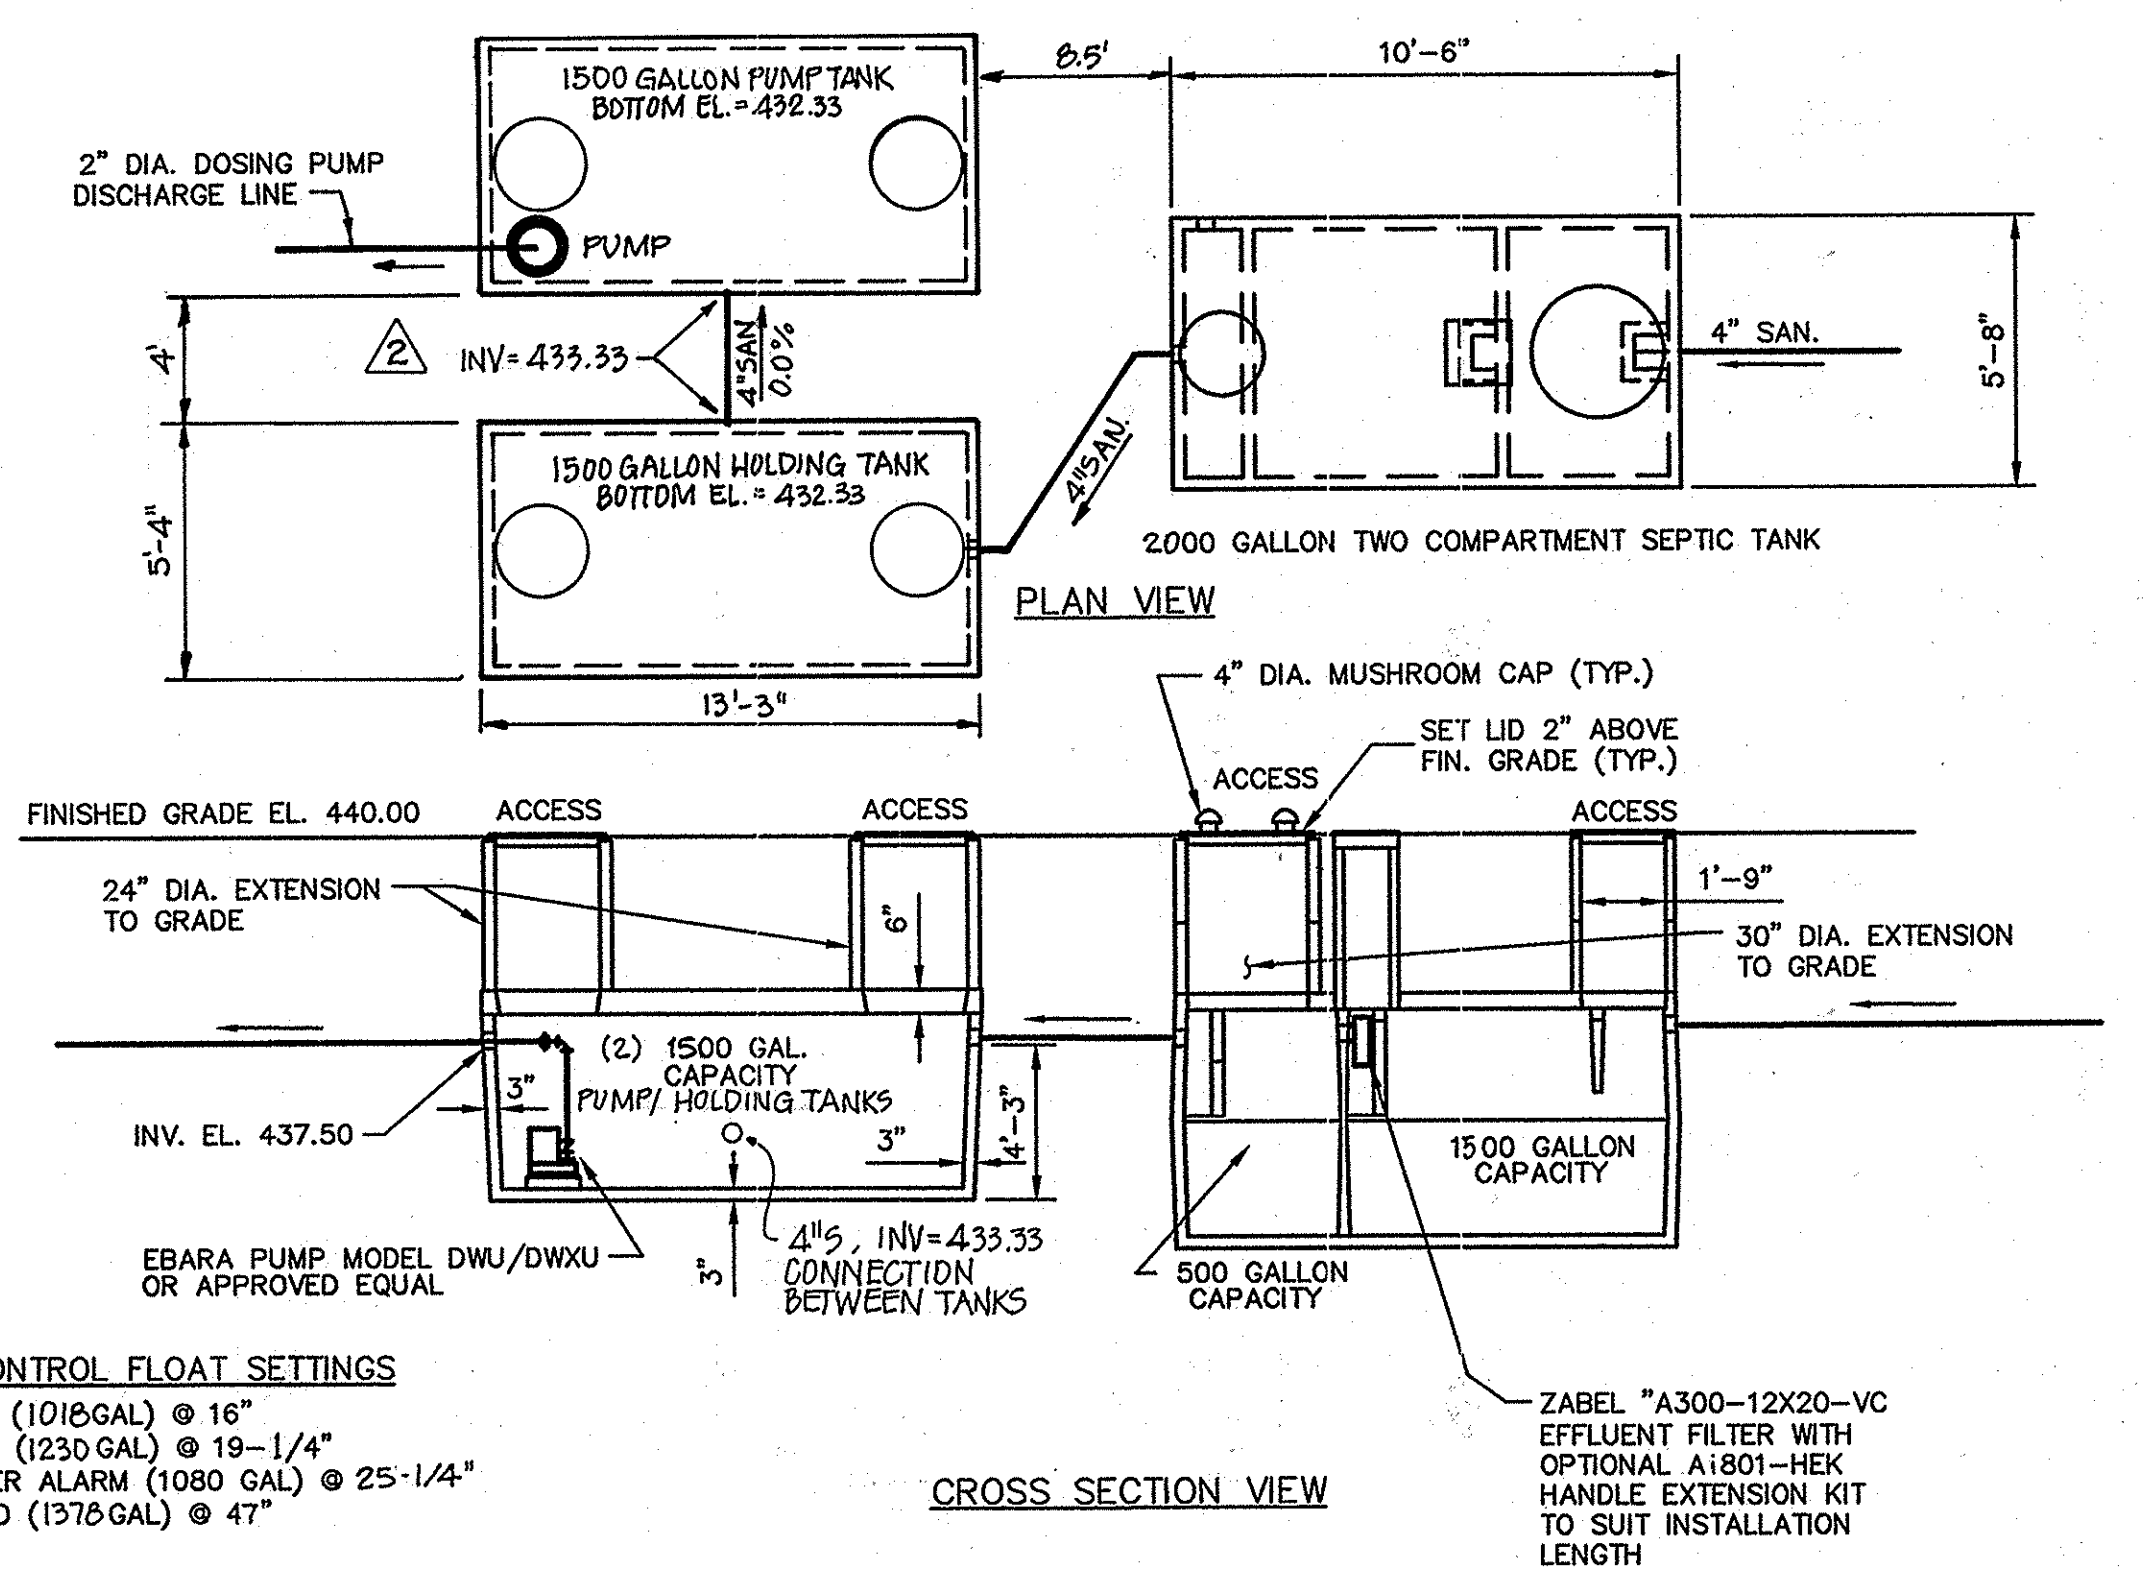 1500 GALLON PUMP TANK
BOTTOM EL.= 432.33
8.5'
10'-6"
2" DIA. DOSING PUMP
DISCHARGE LINE
PUMP
4'
2
INV= 433.33
4"SAN
0.0%
4" SAN.
5'-8"
1500 GALLON HOLDING TANK
BOTTOM EL.= 432.33
4"SAN.
5'-4"
2000 GALLON TWO COMPARTMENT SEPTIC TANK
PLAN VIEW
13'-3"
4" DIA. MUSHROOM CAP (TYP.)
SET LID 2" ABOVE
FIN. GRADE (TYP.)
ACCESS
FINISHED GRADE EL. 440.00
ACCESS
ACCESS
ACCESS
24" DIA. EXTENSION
TO GRADE
6"
1'-9"
30" DIA. EXTENSION
TO GRADE
(2) 1500 GAL.
CAPACITY
PUMP/ HOLDING TANKS
3"
INV. EL. 437.50
3"
4'-3"
1500 GALLON
CAPACITY
EBARA PUMP MODEL DWU/DWXU
OR APPROVED EQUAL
3"
4"S, INV=433.33
CONNECTION
BETWEEN TANKS
500 GALLON
CAPACITY
ONTROL FLOAT SETTINGS
(1018GAL) @ 16"
(1230GAL) @ 19-1/4"
ER ALARM (1080 GAL) @ 25-1/4"
(1378GAL) @ 47"
CROSS SECTION VIEW
ZABEL "A300-12X20-VC
EFFLUENT FILTER WITH
OPTIONAL Ai801-HEK
HANDLE EXTENSION KIT
TO SUIT INSTALLATION
LENGTH